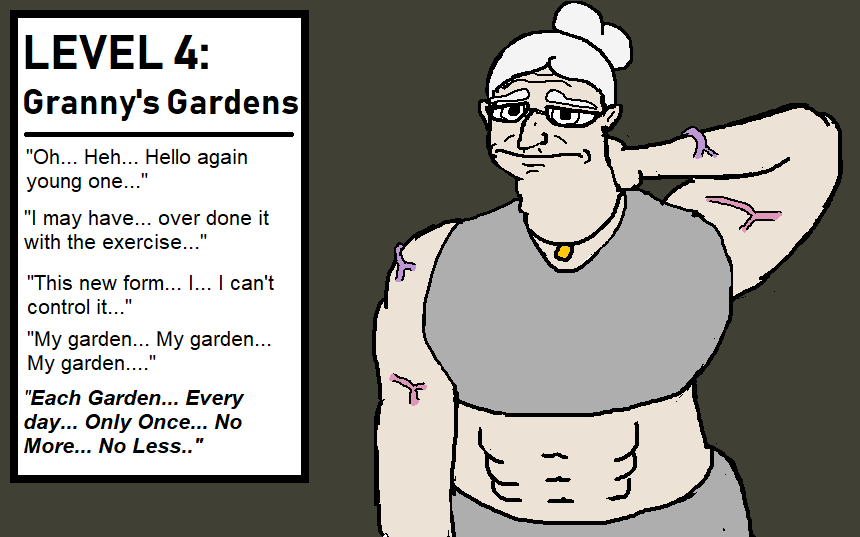 LEVEL 4:
Granny's Gardens
"Oh... Heh... Hello again
young one..."
"I may have... over done it
with the exercise..."
"This new form... I... I can't
control it..."
"My garden... My garden...
My garden...."
"Each Garden... Every
day... Only Once... No
More... No Less.."